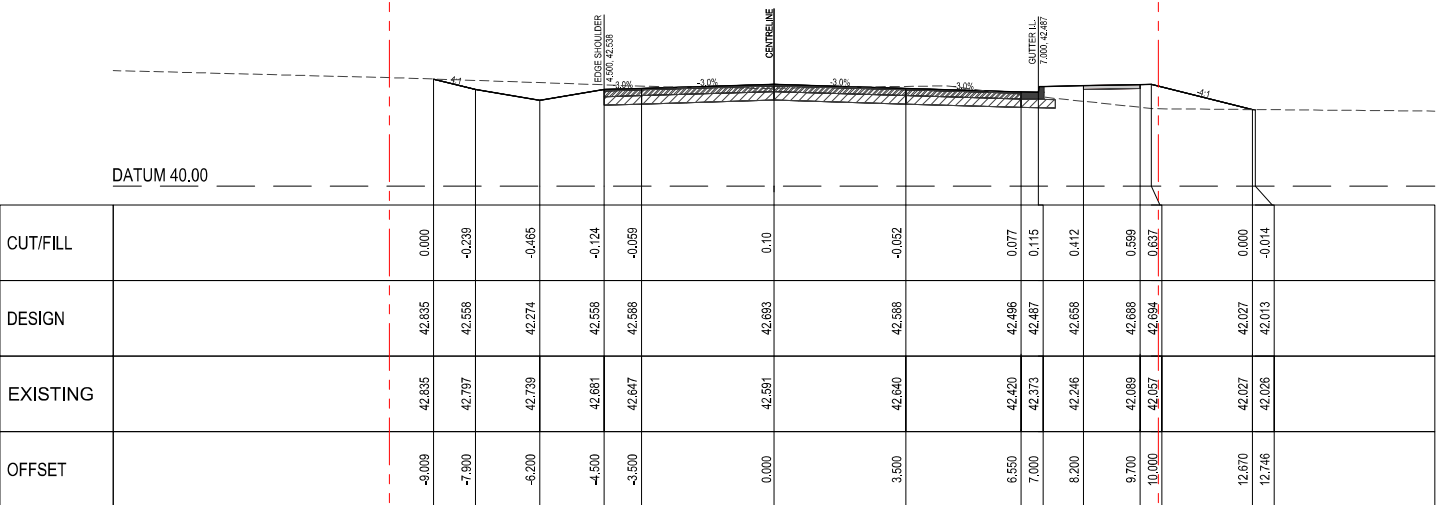 EDGE SHOULDER
4.500, 42.538
CENTRELINE
GUTTER I.L.
7.000, 42.487
4:1
-3.0%
-3.0%
-3.0%
-3.0%
-4:1
DATUM 40.00
CUT/FILL 0.000 -0.239 -0.465 -0.124 -0.059 0.10 -0.052 0.077 0.115 0.412 0.599 0.637 0.000 -0.014
DESIGN 42.835 42.558 42.274 42.558 42.588 42.693 42.588 42.496 42.487 42.658 42.688 42.694 42.027 42.013
EXISTING 42.835 42.797 42.739 42.681 42.647 42.591 42.640 42.420 42.373 42.246 42.089 42.057 42.027 42.026
OFFSET -9.009 -7.900 -6.200 -4.500 -3.500 0.000 3.500 6.550 7.000 8.200 9.700 10.000 12.670 12.746